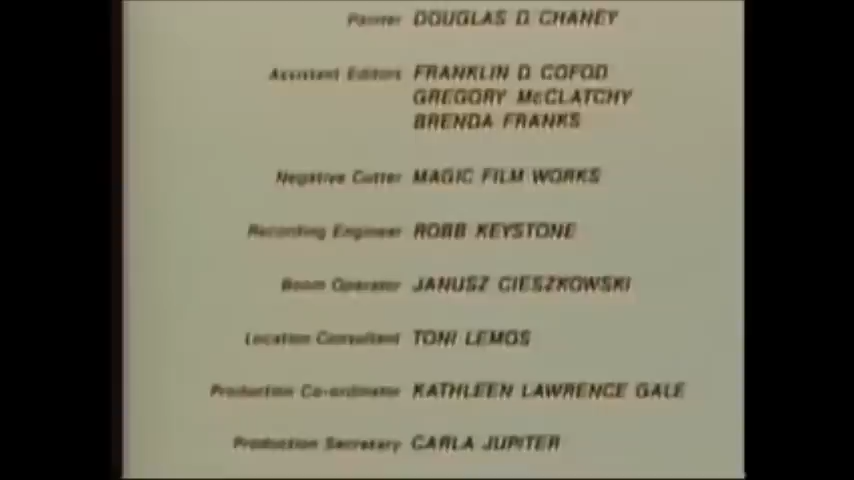 Painter DOUGLAS D. CHANEY
Assistant Editors FRANKLIN D. COFOD
GREGORY McCLATCHY
BRENDA FRANKS
Negative Cutter MAGIC FILM WORKS
Recording Engineer ROBB KEYSTONE
Boom Operator JANUSZ CIESZKOWSKI
Location Consultant TONI LEMOS
Production Co-ordinator KATHLEEN LAWRENCE GALE
Production Secretary CARLA JUPITER